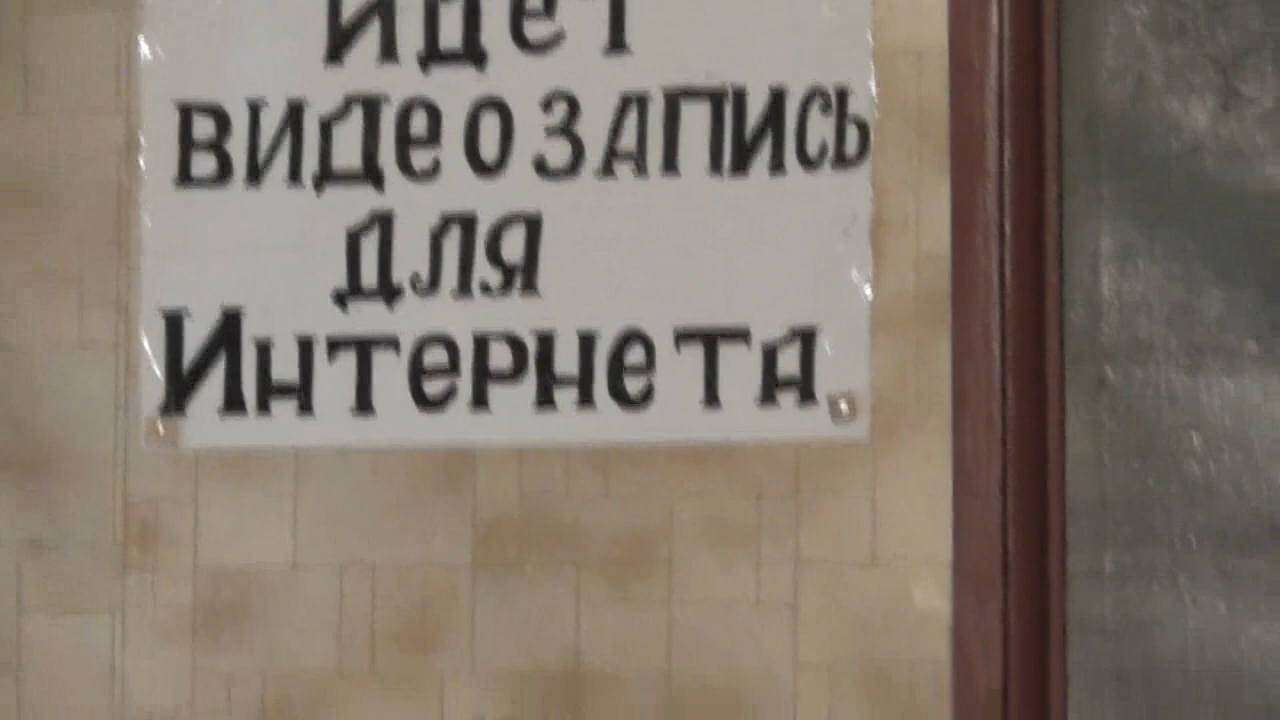 идет
видеозапись
для
Интернета.